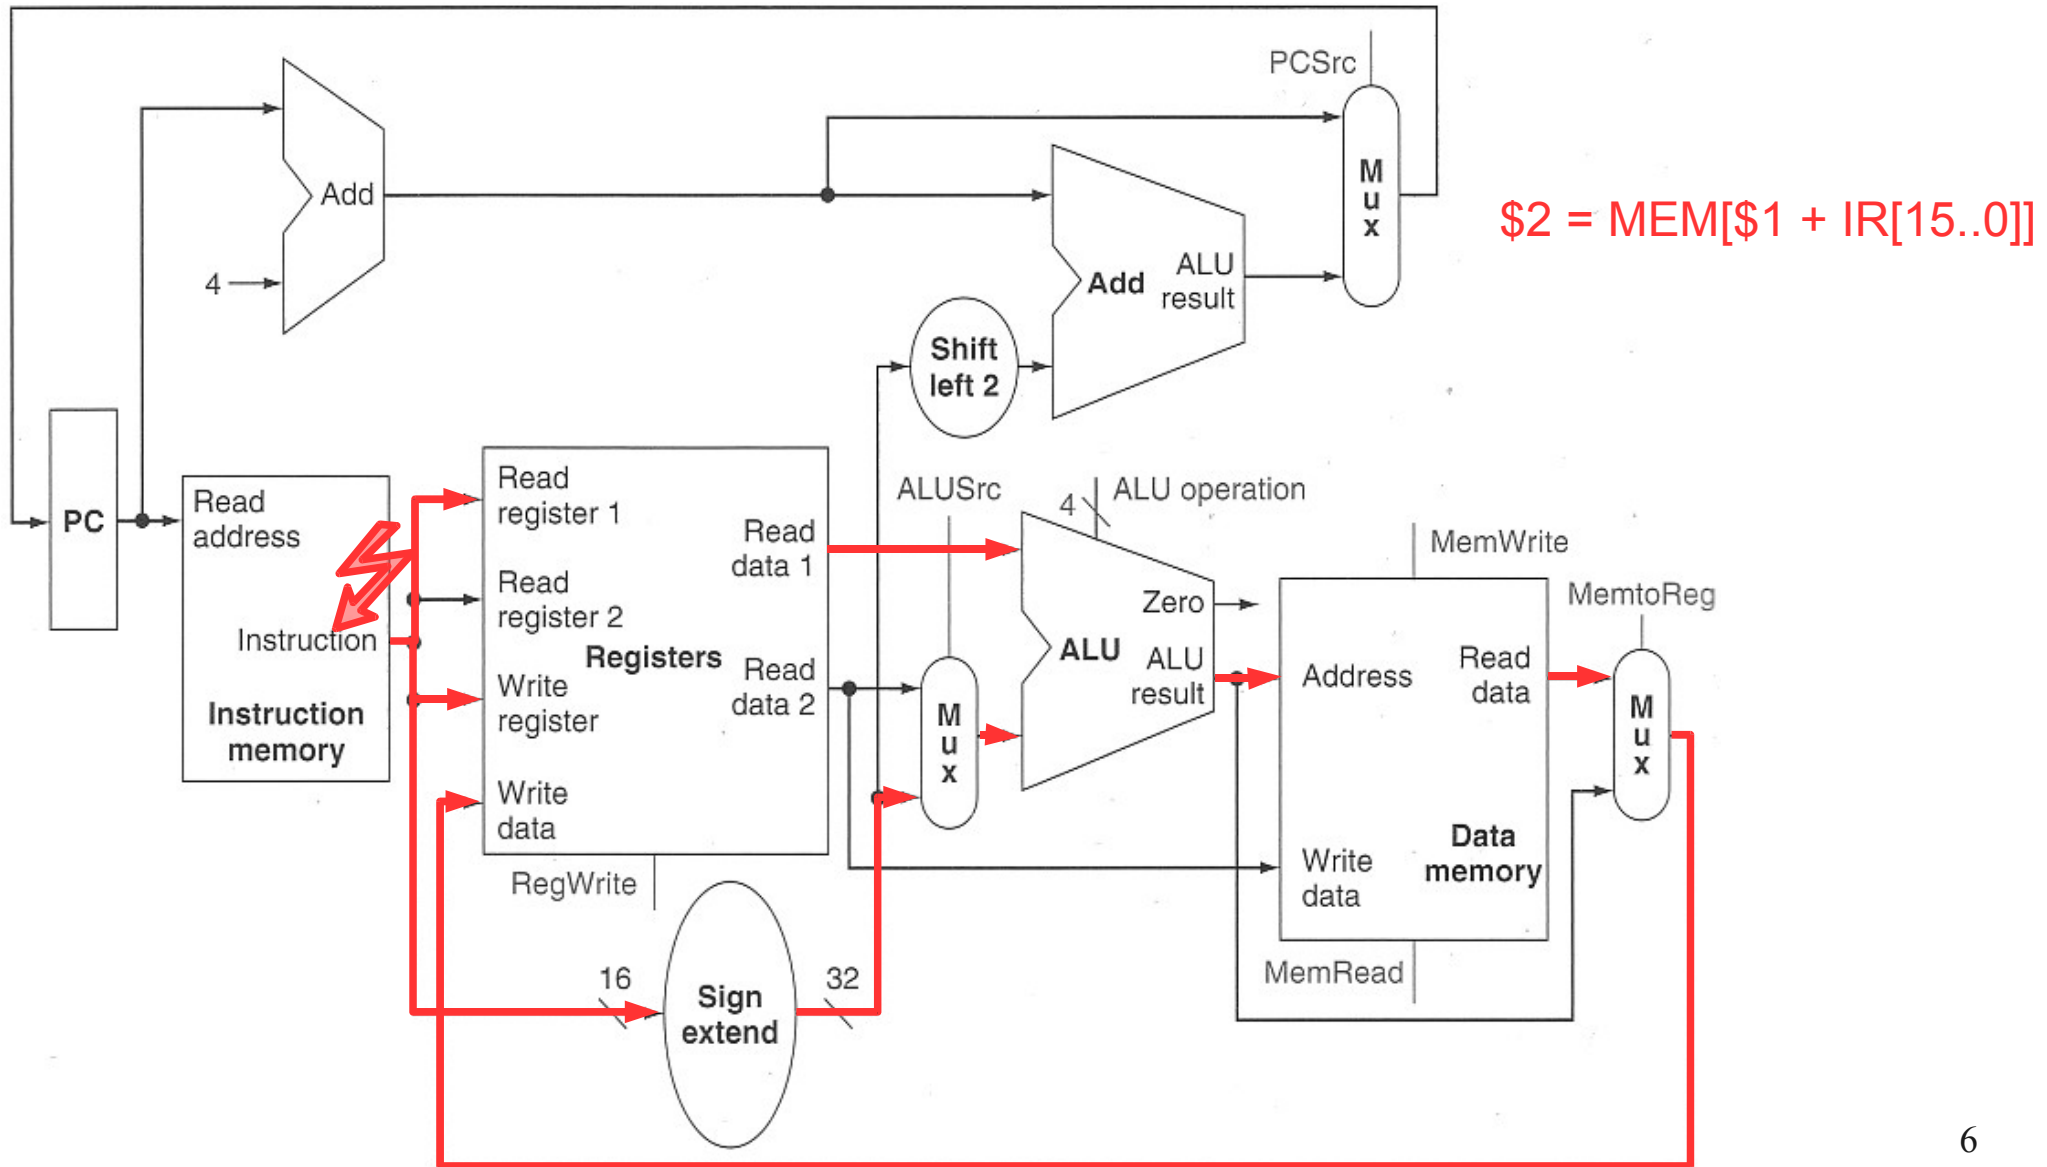 PCSrc
Add
4
M
u
x
$2 = MEM[$1 + IR[15..0]]
Add
ALU
result
Shift
left 2
PC
Read
address
Instruction
Instruction
memory
Read
register 1
Read
register 2
Write
register
Write
data
Registers
Read
data 1
Read
data 2
RegWrite
16
Sign
extend
32
ALUSrc
M
u
x
4
ALU operation
Zero
ALU
ALU
result
MemWrite
Address
Read
data
Write
data
Data
memory
MemRead
MemtoReg
M
u
x
6